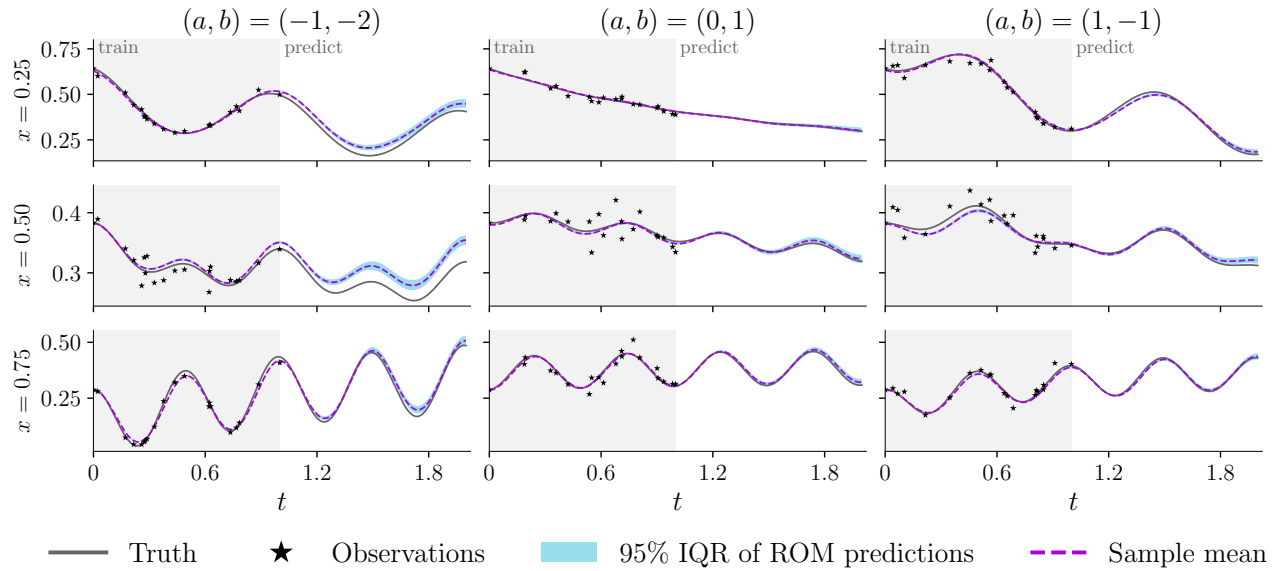 (a, b) = (−1, −2) (a, b) = (0, 1) (a, b) = (1, −1)
train predict train predict train predict
x = 0.25
0.75
0.50
0.25
x = 0.50
0.4
0.3
x = 0.75
0.50
0.25
0 0.6 1.2 1.8 0 0.6 1.2 1.8 0 0.6 1.2 1.8
t t t
Truth Observations 95% IQR of ROM predictions Sample mean